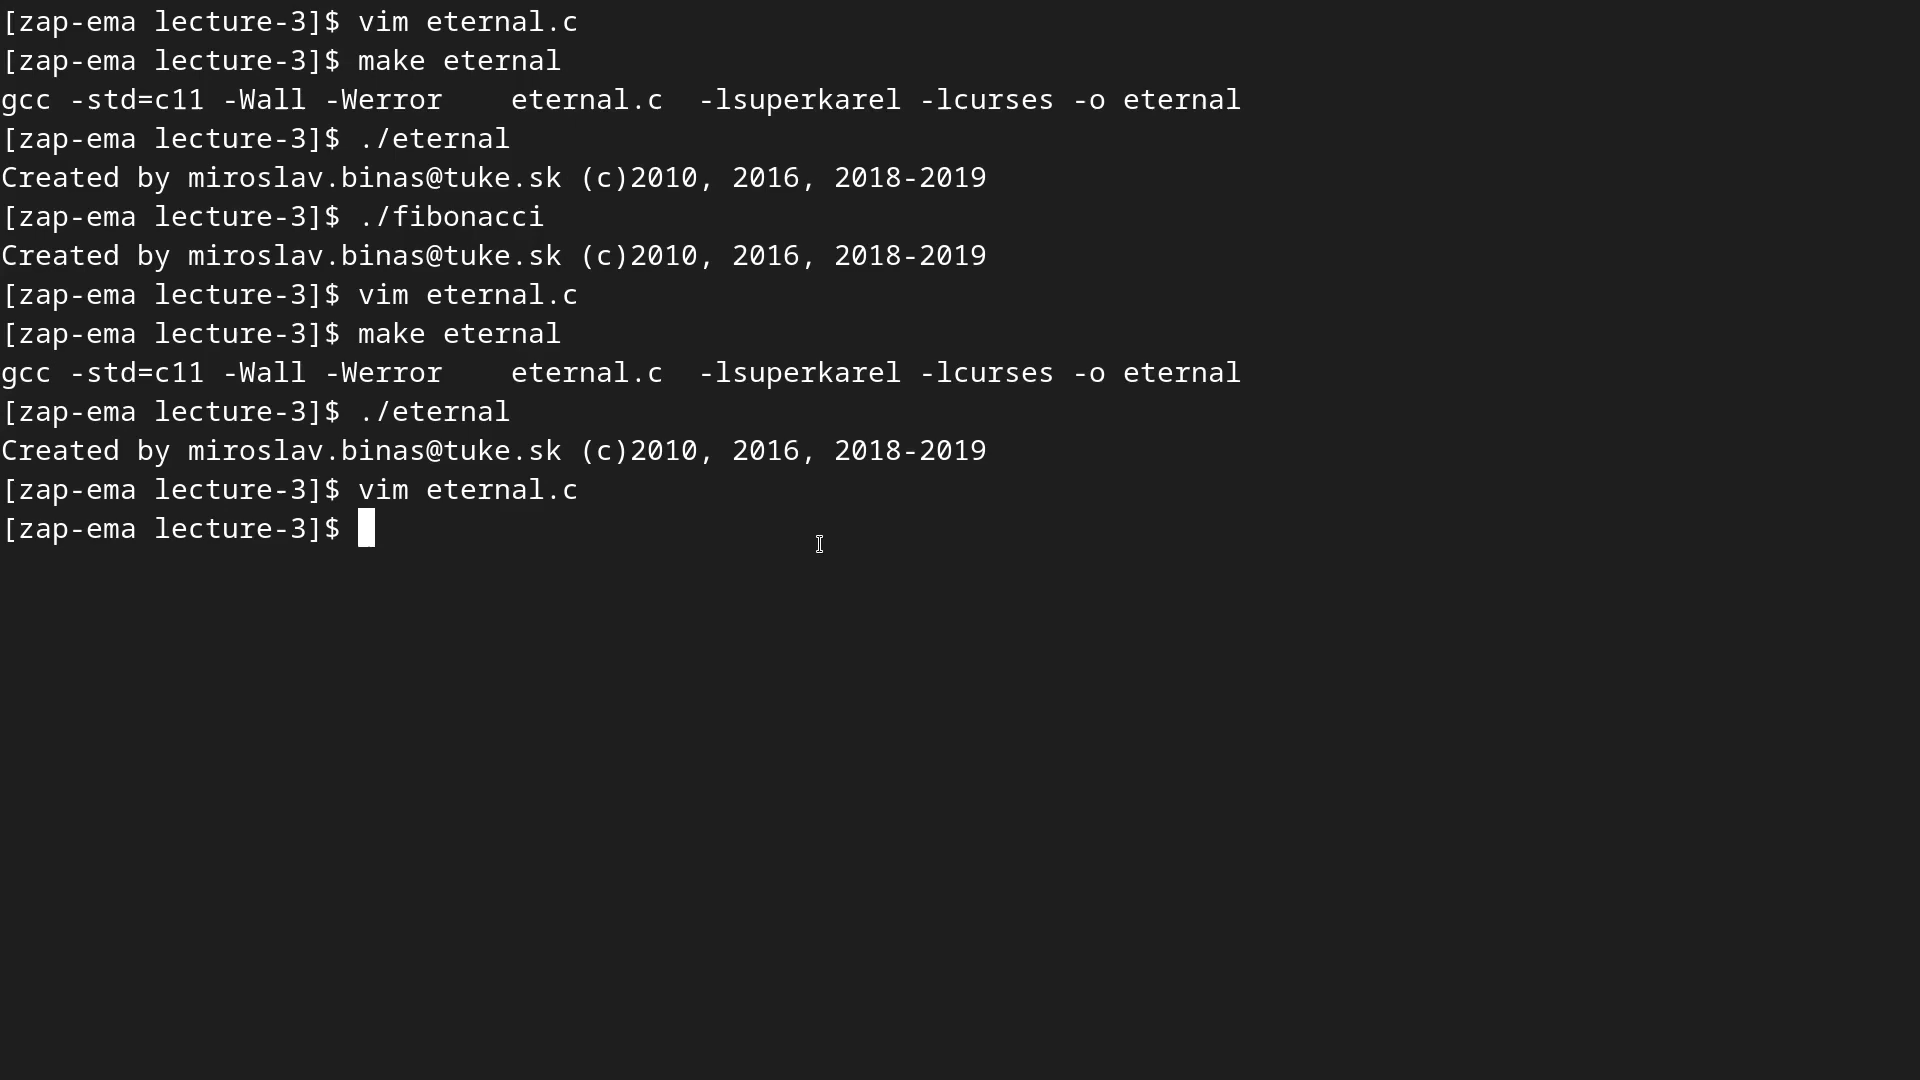 [zap-ema lecture-3]$ vim eternal.c
[zap-ema lecture-3]$ make eternal
gcc -std=c11 -Wall -Werror    eternal.c  -lsuperkarel -lcurses -o eternal
[zap-ema lecture-3]$ ./eternal
Created by miroslav.binas@tuke.sk (c)2010, 2016, 2018-2019
[zap-ema lecture-3]$ ./fibonacci
Created by miroslav.binas@tuke.sk (c)2010, 2016, 2018-2019
[zap-ema lecture-3]$ vim eternal.c
[zap-ema lecture-3]$ make eternal
gcc -std=c11 -Wall -Werror    eternal.c  -lsuperkarel -lcurses -o eternal
[zap-ema lecture-3]$ ./eternal
Created by miroslav.binas@tuke.sk (c)2010, 2016, 2018-2019
[zap-ema lecture-3]$ vim eternal.c
[zap-ema lecture-3]$